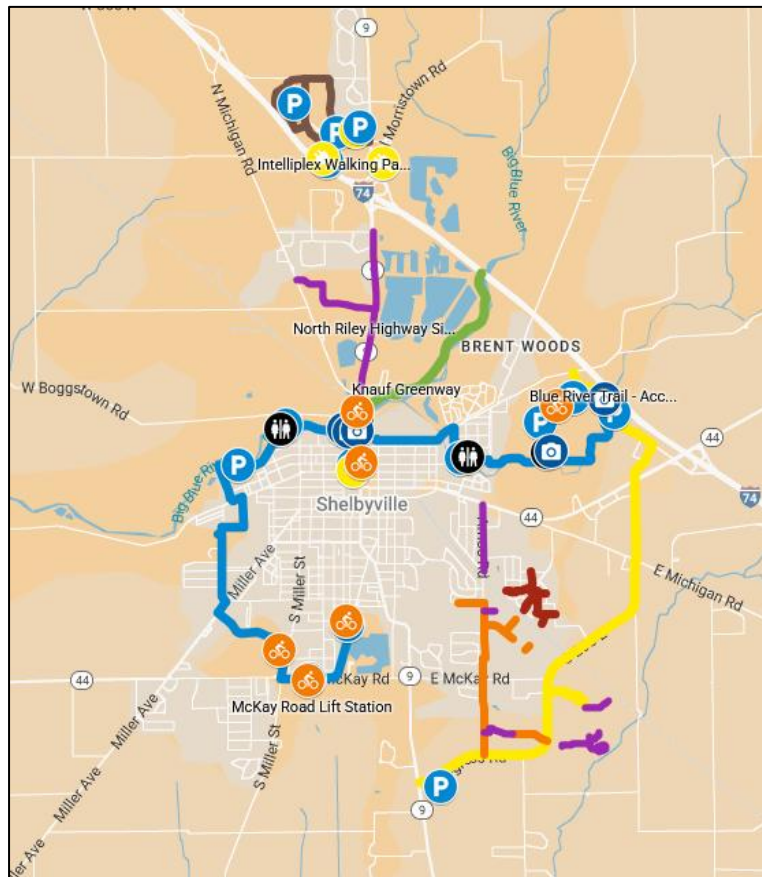 9
N Michigan Rd
Morristown Rd
P
P
P
Intelliplex Walking Pa...
74
Big Blue River
North Riley Highway Si...
BRENT WOODS
Knauf Greenway
W Boggstown Rd
Blue River Trail - Acc...
P
P
44
Big Blue
74
Shelbyville
44
Miller Ave
S Miller St
E Michigan Rd
44
McKay Rd
9
E McKay Rd
McKay Road Lift Station
Miller Ave
S Miller St
P
9
Miller Ave